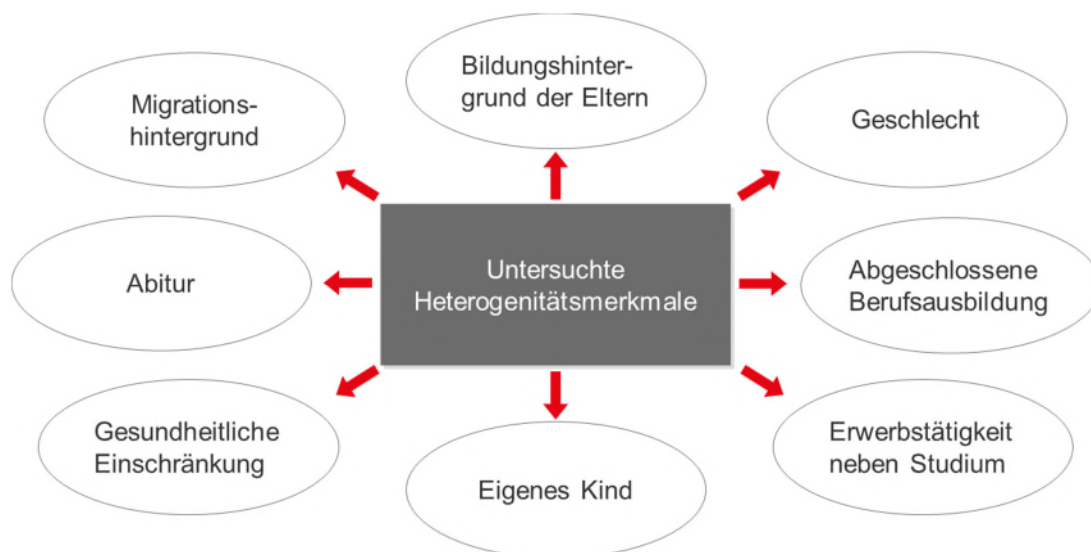 Bildungshinter-
grund der Eltern
Migrations-
hintergrund
Geschlecht
Abitur
Untersuchte
Heterogenitätsmerkmale
Abgeschlossene
Berufsausbildung
Gesundheitliche
Einschränkung
Eigenes Kind
Erwerbstätigkeit
neben Studium